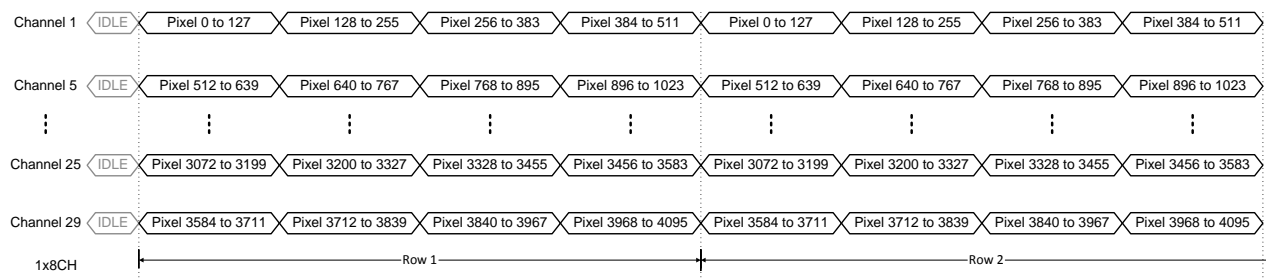 Channel 1 IDLE Pixel 0 to 127 Pixel 128 to 255 Pixel 256 to 383 Pixel 384 to 511 Pixel 0 to 127 Pixel 128 to 255 Pixel 256 to 383 Pixel 384 to 511
Channel 5 IDLE Pixel 512 to 639 Pixel 640 to 767 Pixel 768 to 895 Pixel 896 to 1023 Pixel 512 to 639 Pixel 640 to 767 Pixel 768 to 895 Pixel 896 to 1023
Channel 25 IDLE Pixel 3072 to 3199 Pixel 3200 to 3327 Pixel 3328 to 3455 Pixel 3456 to 3583 Pixel 3072 to 3199 Pixel 3200 to 3327 Pixel 3328 to 3455 Pixel 3456 to 3583
Channel 29 IDLE Pixel 3584 to 3711 Pixel 3712 to 3839 Pixel 3840 to 3967 Pixel 3968 to 4095 Pixel 3584 to 3711 Pixel 3712 to 3839 Pixel 3840 to 3967 Pixel 3968 to 4095
1x8CH Row 1 Row 2